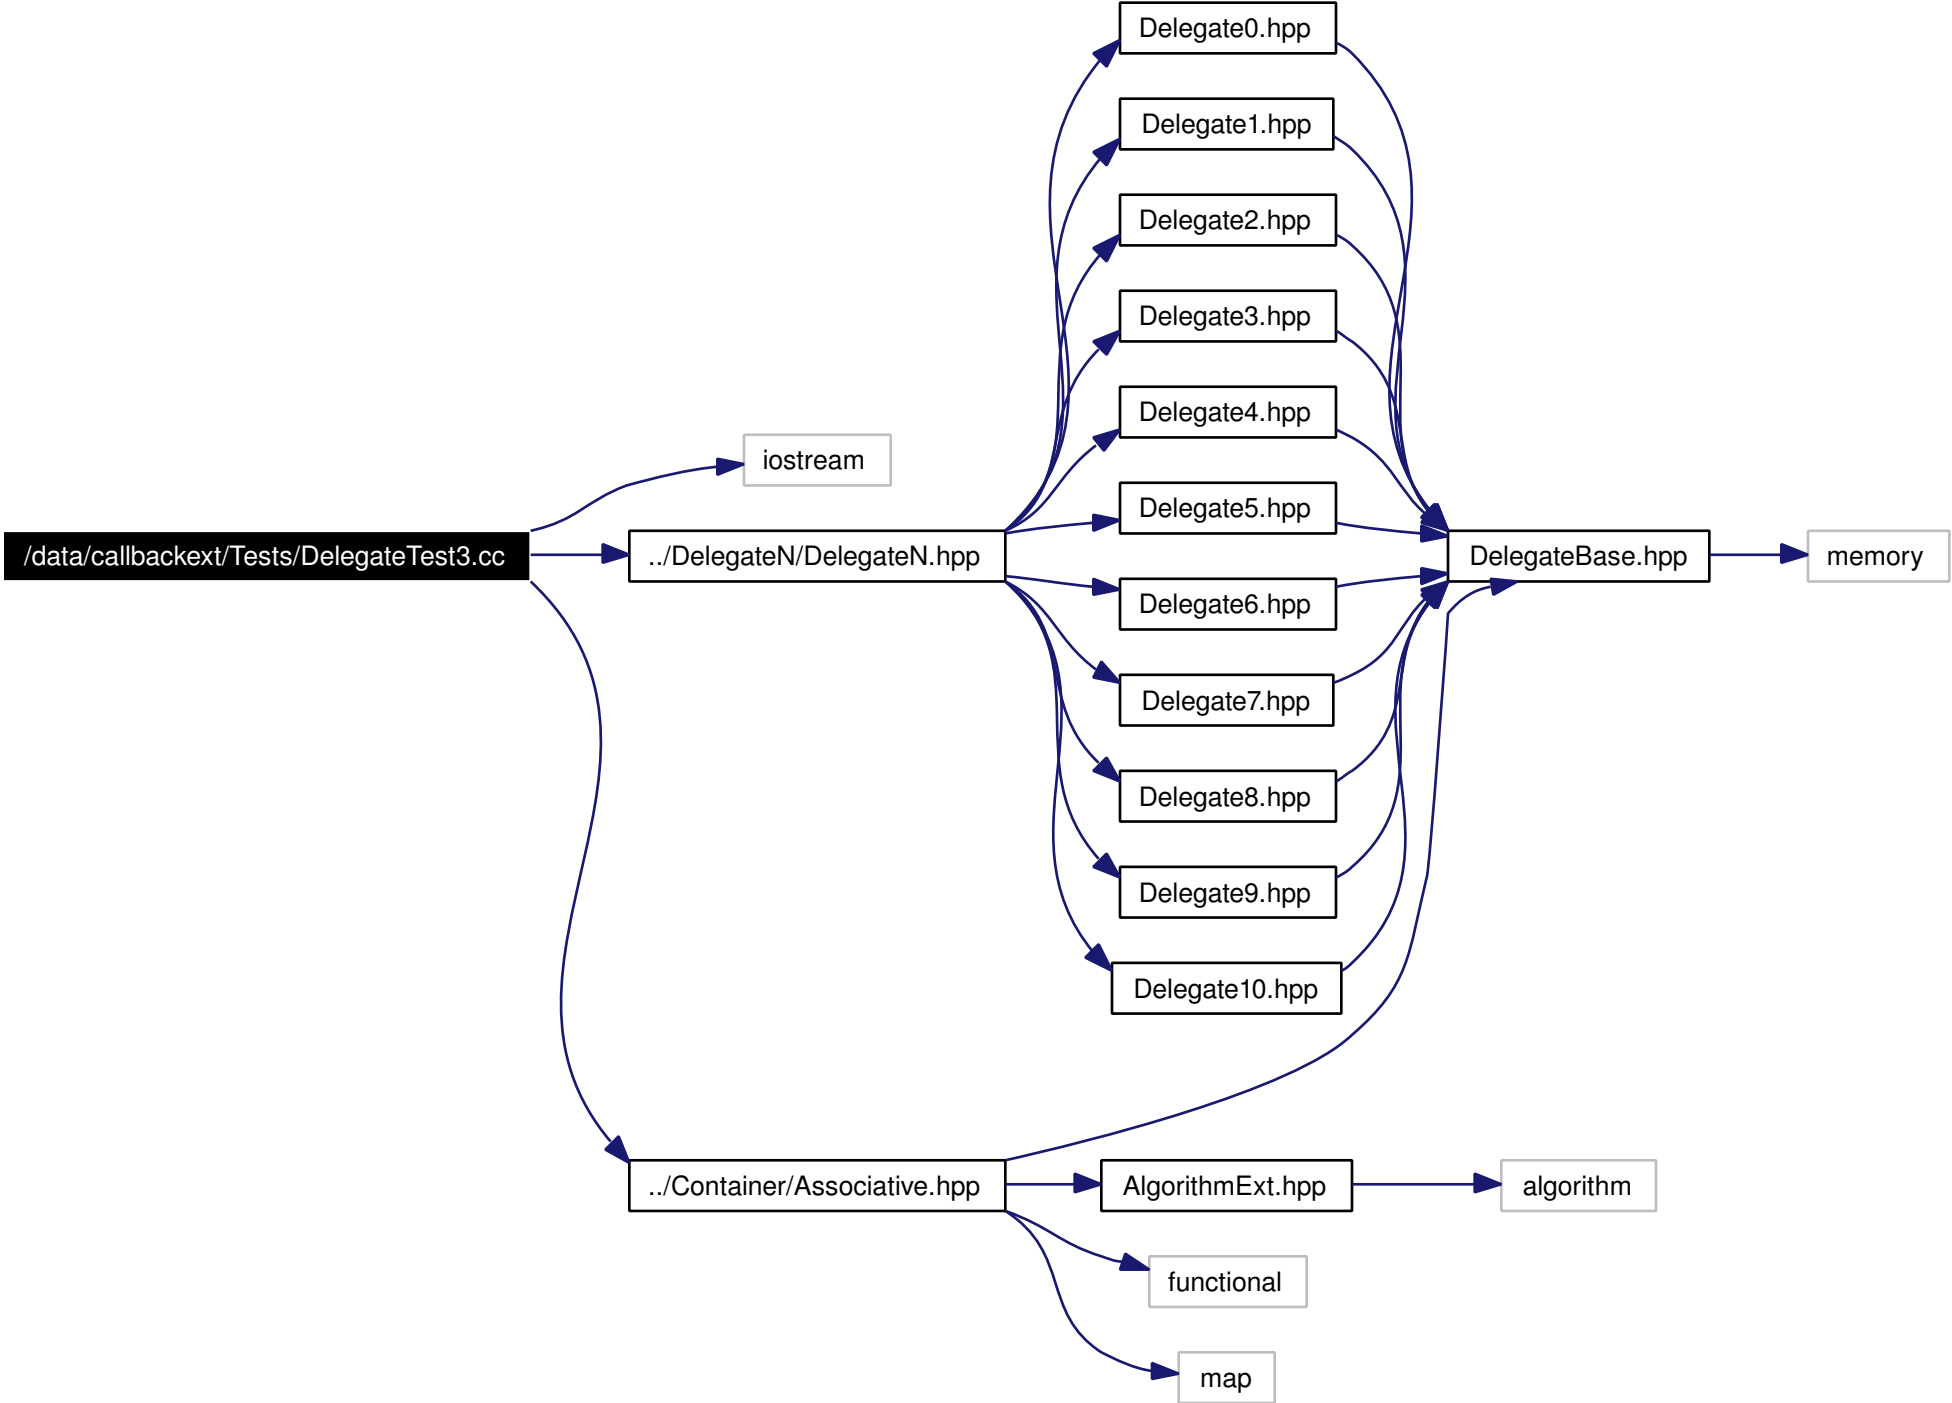 Delegate0.hpp
Delegate1.hpp
Delegate2.hpp
Delegate3.hpp
Delegate4.hpp
iostream
Delegate5.hpp
/data/callbackext/Tests/DelegateTest3.cc
../DelegateN/DelegateN.hpp
DelegateBase.hpp
memory
Delegate6.hpp
Delegate7.hpp
Delegate8.hpp
Delegate9.hpp
Delegate10.hpp
../Container/Associative.hpp
AlgorithmExt.hpp
algorithm
functional
map